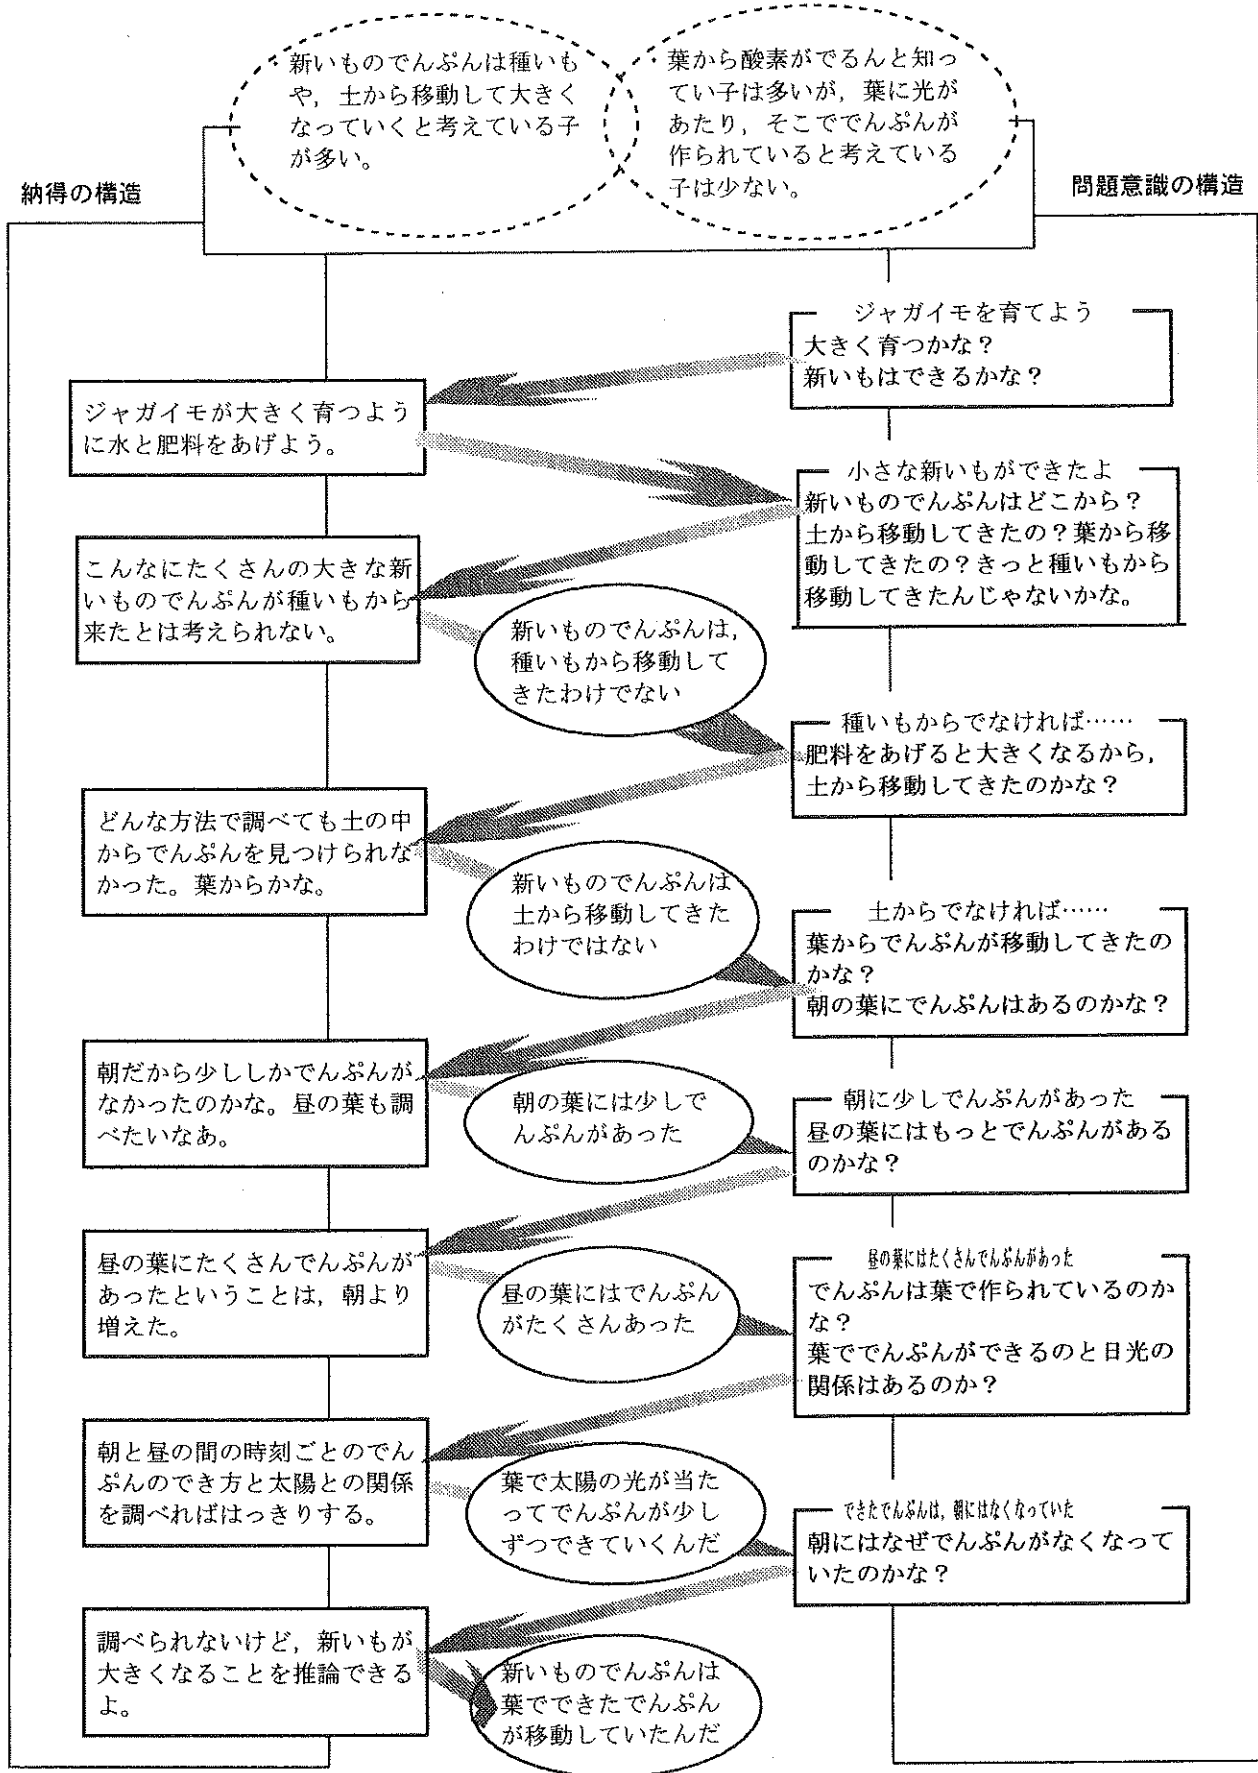 ・新いものでんぷんは種いも
や，土から移動して大きく
なっていくと考えている子
が多い。
・葉から酸素がでるんと知っ
てい子は多いが，葉に光が
あたり，そこででんぷんが
作られていると考えている
子は少ない。
納得の構造
問題意識の構造
ジャガイモを育てよう
大きく育つかな？
新いもはできるかな？
ジャガイモが大きく育つよう
に水と肥料をあげよう。
小さな新いもができたよ
新いものでんぷんはどこから？
土から移動してきたの？葉から移
動してきたの？きっと種いもから
移動してきたんじゃないかな。
こんなにたくさんの大きな新
いものでんぷんが種いもから
来たとは考えられない。
新いものでんぷんは，
種いもから移動して
きたわけでない
種いもからでなければ……
肥料をあげると大きくなるから，
土から移動してきたのかな？
どんな方法で調べても土の中
からでんぷんを見つけられな
かった。葉からかな。
新いものでんぷんは
土から移動してきた
わけではない
土からでなければ……
葉からでんぷんが移動してきたの
かな？
朝の葉にでんぷんはあるのかな？
朝だから少ししかでんぷんが
なかったのかな。昼の葉も調
べたいなあ。
朝の葉には少しで
んぷんがあった
朝に少しでんぷんがあった
昼の葉にはもっとでんぷんがある
のかな？
昼の葉にたくさんでんぷんが
あったということは，朝より
増えた。
昼の葉にはでんぷん
がたくさんあった
昼の葉にはたくさんでんぷんがあった
でんぷんは葉で作られているのか
な？
葉ででんぷんができるのと日光の
関係はあるのか？
朝と昼の間の時刻ごとのでん
ぷんのでき方と太陽との関係
を調べればはっきりする。
葉で太陽の光が当た
ってでんぷんが少し
ずつできていくんだ
できたでんぷんは，朝にはなくなっていた
朝にはなぜでんぷんがなくなって
いたのかな？
調べられないけど，新いもが
大きくなることを推論できる
よ。
新いものでんぷんは
葉でできたでんぷん
が移動していたんだ